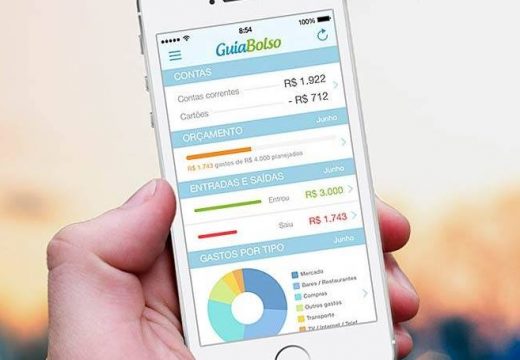 8:54
100%
GuiaBolso
CONTAS
Contas correntes R$ 1.922
Cartões - R$ 712
ORÇAMENTO Junho
R$ 1.743 gastos de R$ 4.000 planejados
ENTRADAS E SAÍDAS Junho
Entrou R$ 3.000
Saiu R$ 1.743
GASTOS POR TIPO Junho
Mercado
Bares / Restaurantes
Compras
Outros gastos
Transporte
TV / Internet / Telef